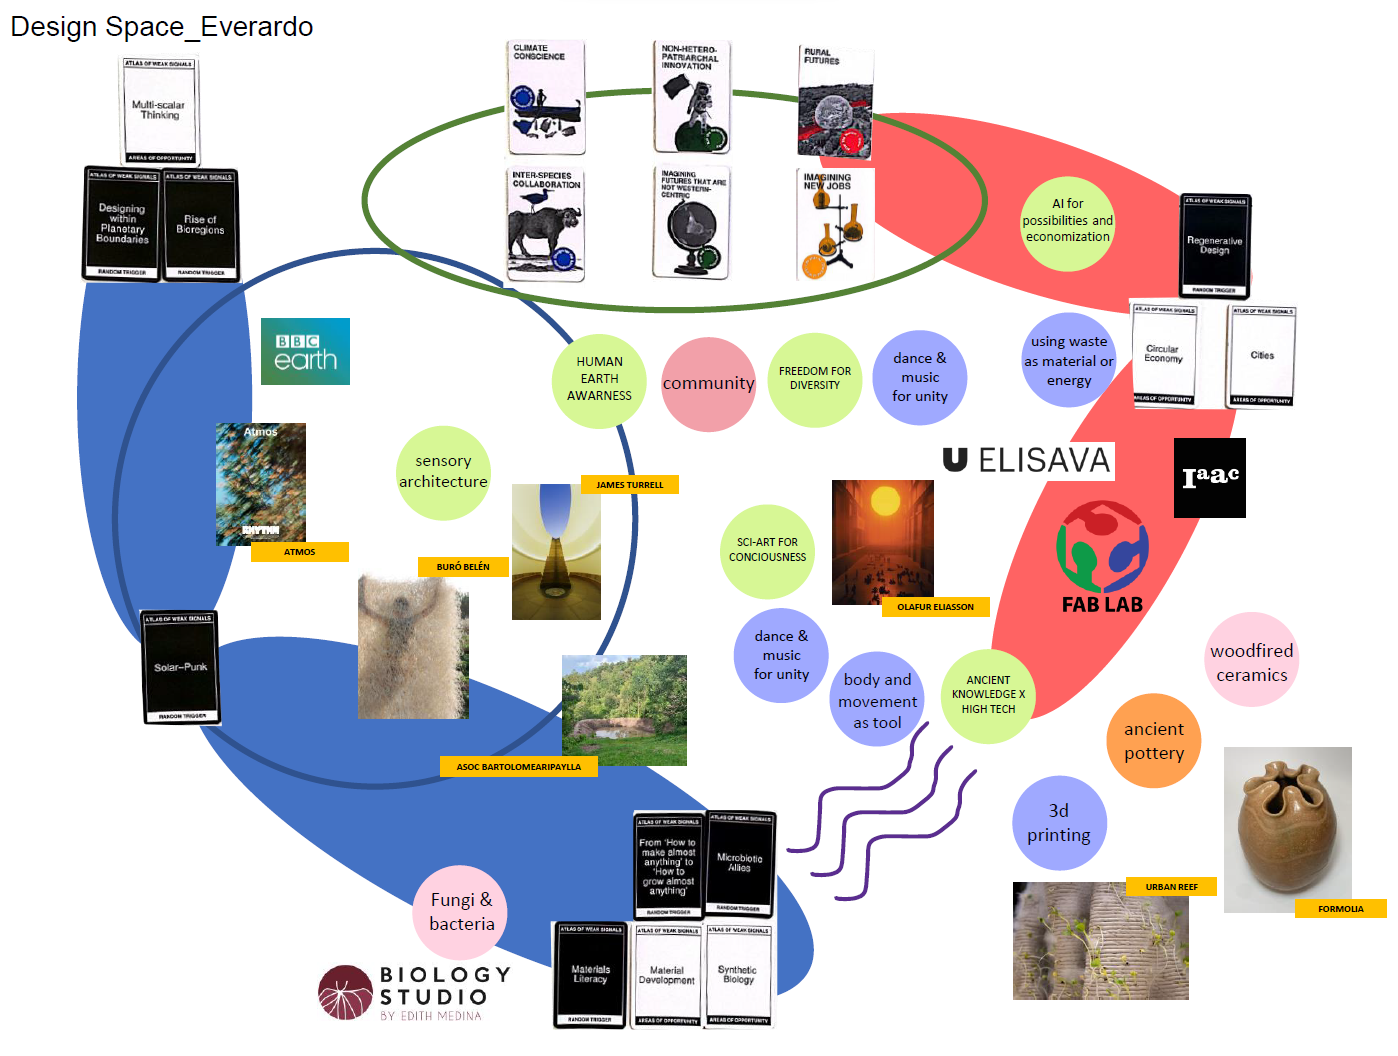 Design Space_Everardo
ATLAS OF WEAK SIGNALS
Multi-scalar
Thinking
AREAS OF OPPORTUNITY
ATLAS OF WEAK SIGNALS
Designing
within
Planetary
Boundaries
RANDOM TRIGGER
ATLAS OF WEAK SIGNALS
Rise of
Bioregions
RANDOM TRIGGER
CLIMATE
CONSCIENCE
NON-HETERO-
PATRIARCHAL
INNOVATION
RURAL
FUTURES
INTER-SPECIES
COLLABORATION
IMAGINING
FUTURES THAT ARE
NOT WESTERN-
CENTRIC
IMAGINING
NEW JOBS
AI for
possibilities and
economization
ATLAS OF WEAK SIGNALS
Regenerative
Design
RANDOM TRIGGER
ATLAS OF WEAK SIGNALS
Circular
Economy
AREAS OF OPPORTUNITY
ATLAS OF WEAK SIGNALS
Cities
AREAS OF OPPORTUNITY
BBC
earth
HUMAN
EARTH
AWARNESS
community
FREEDOM FOR
DIVERSITY
dance &
music
for unity
using waste
as material or
energy
Atmos
RHYTHM
ATMOS
sensory
architecture
JAMES TURRELL
BURÓ BELÉN
ELISAVA
Iaac
FAB LAB
SCI-ART FOR
CONCIOUSNESS
OLAFUR ELIASSON
ATLAS OF WEAK SIGNALS
Solar-Punk
RANDOM TRIGGER
ASOC BARTOLOMEARIPAYLLA
dance &
music
for unity
body and
movement
as tool
ANCIENT
KNOWLEDGE X
HIGH TECH
woodfired
ceramics
ancient
pottery
3d
printing
URBAN REEF
FORMOLIA
ATLAS OF WEAK SIGNALS
From 'How to
make almost
anything' to
'How to
grow almost
anything'
RANDOM TRIGGER
ATLAS OF WEAK SIGNALS
Microbiotic
Allies
RANDOM TRIGGER
Fungi &
bacteria
BIOLOGY
STUDIO
BY EDITH MEDINA
ATLAS OF WEAK SIGNALS
Materials
Literacy
RANDOM TRIGGER
ATLAS OF WEAK SIGNALS
Material
Development
AREAS OF OPPORTUNITY
ATLAS OF WEAK SIGNALS
Synthetic
Biology
AREAS OF OPPORTUNITY